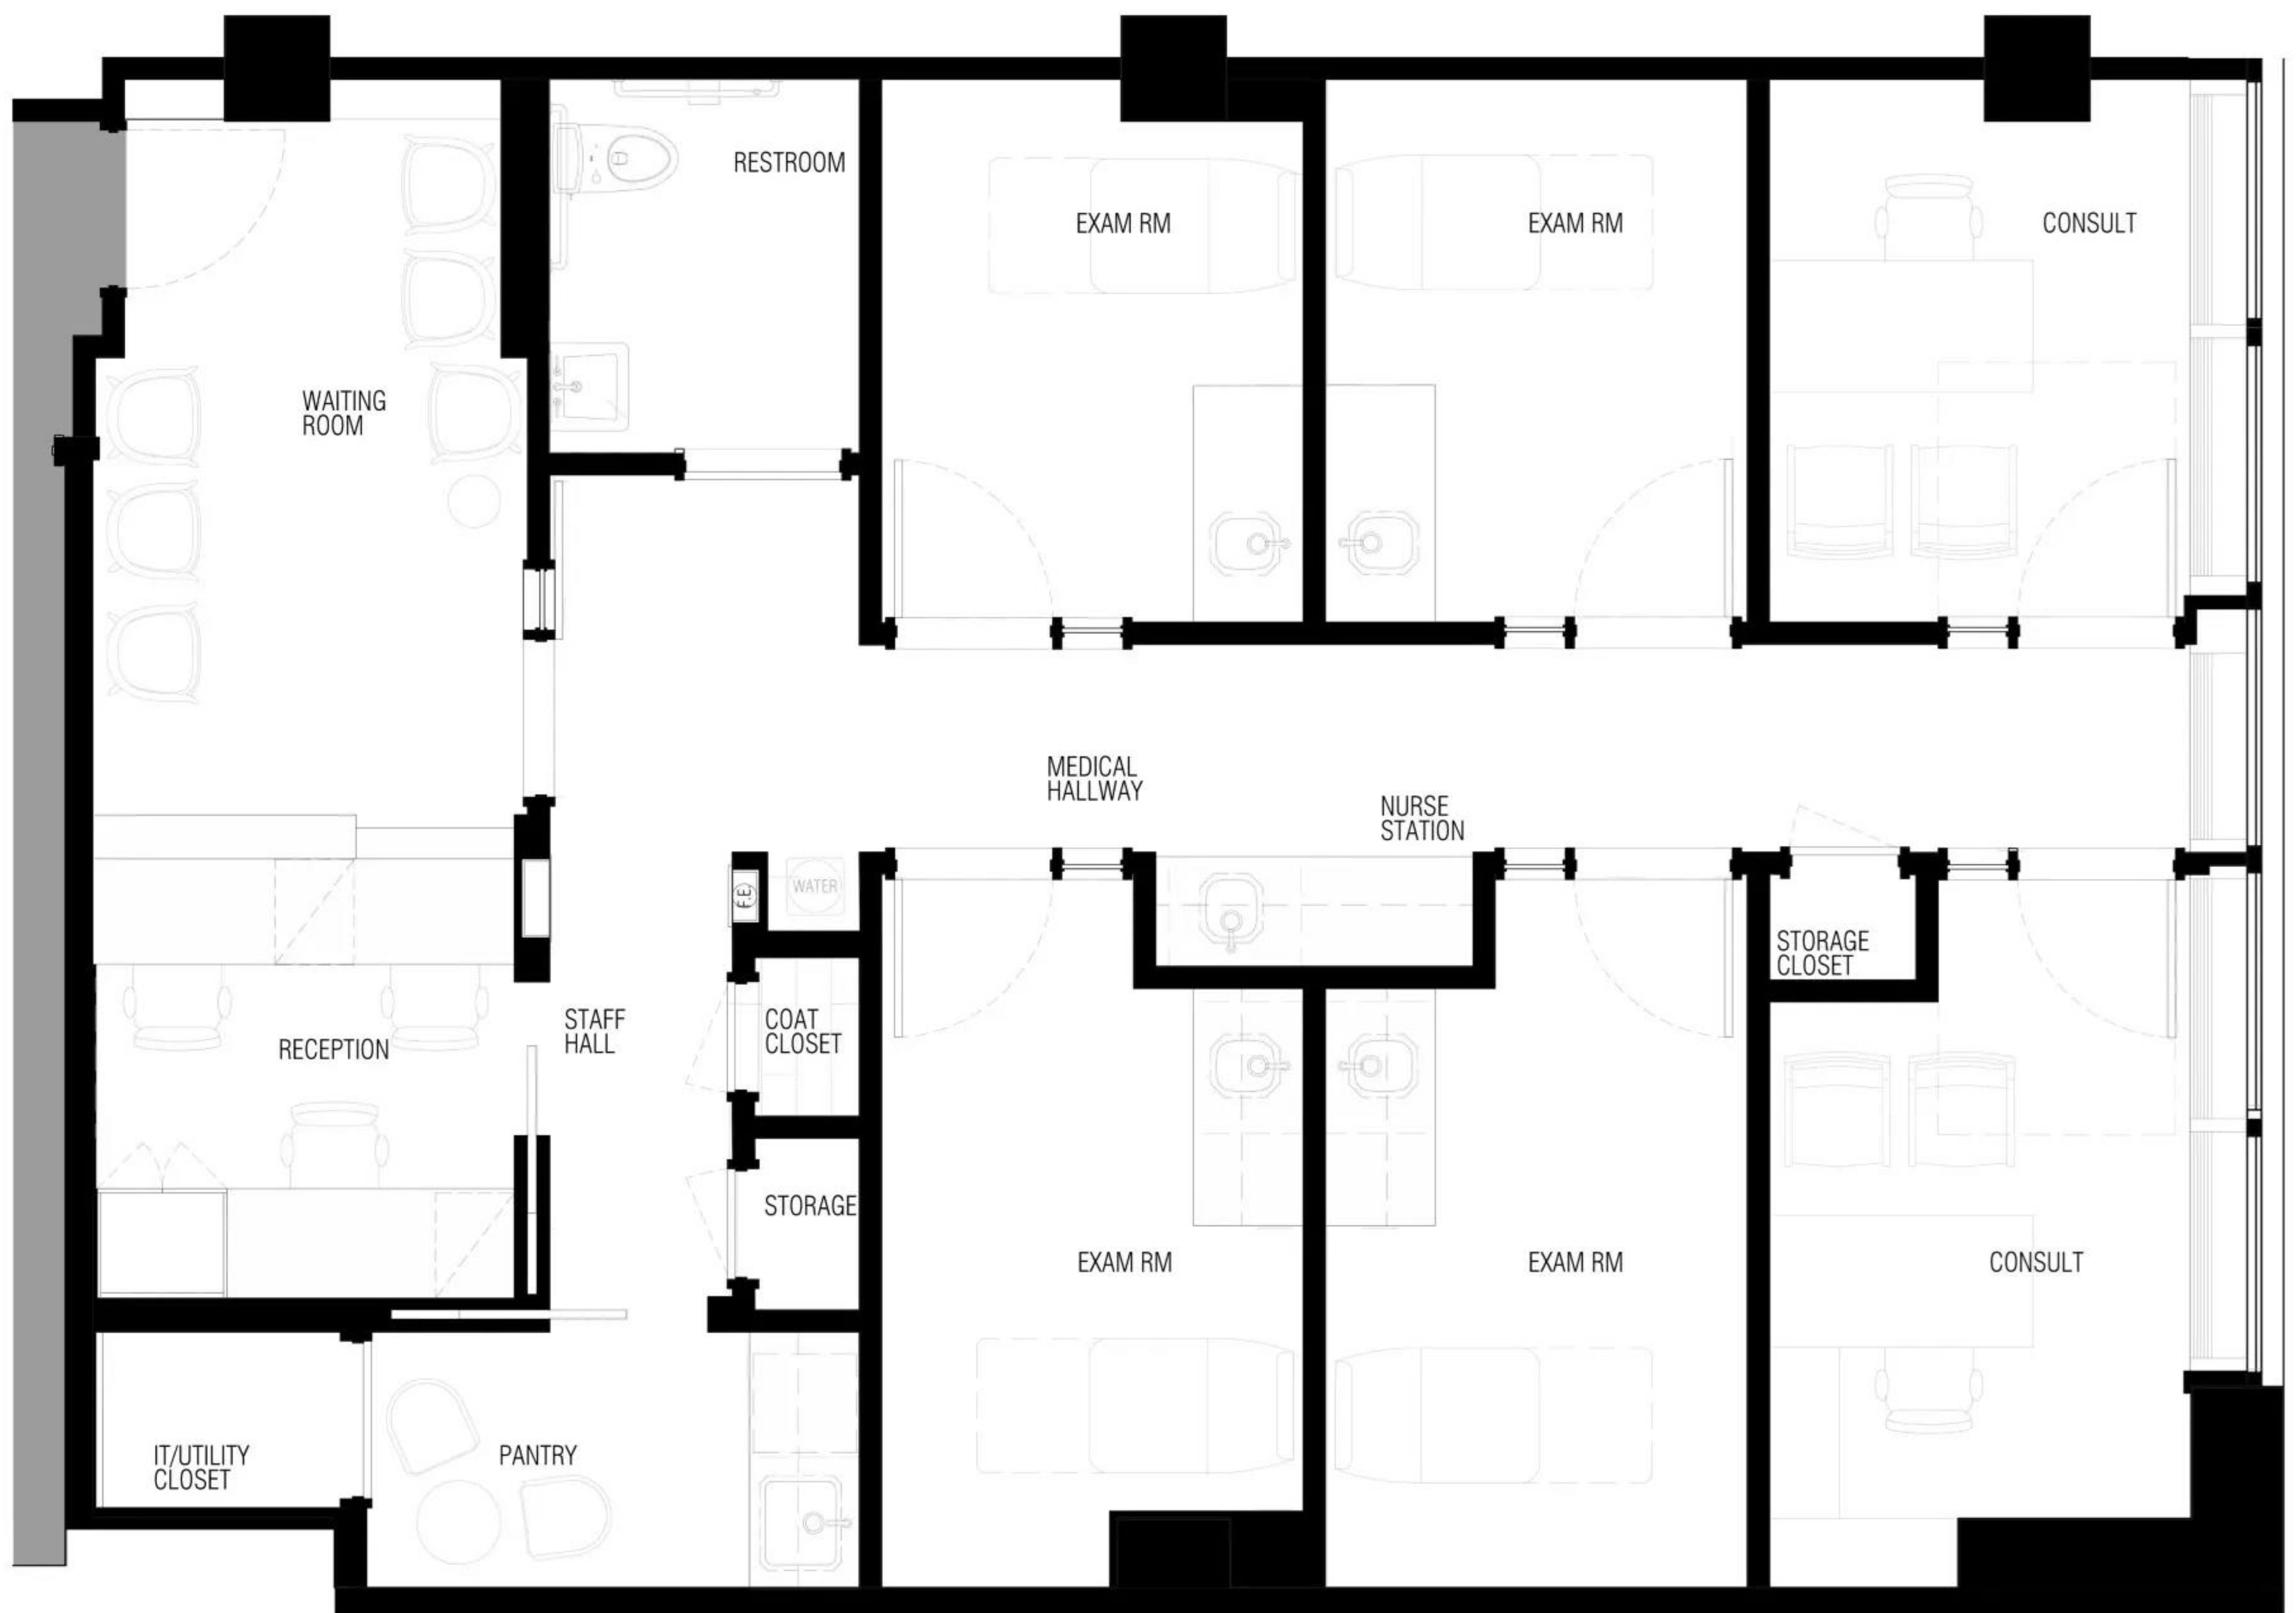 RESTROOM
EXAM RM
EXAM RM
CONSULT
WAITING
ROOM
MEDICAL
HALLWAY
NURSE
STATION
WATER
F.E.
STORAGE
CLOSET
STAFF
HALL
COAT
CLOSET
RECEPTION
STORAGE
EXAM RM
EXAM RM
CONSULT
IT/UTILITY
CLOSET
PANTRY